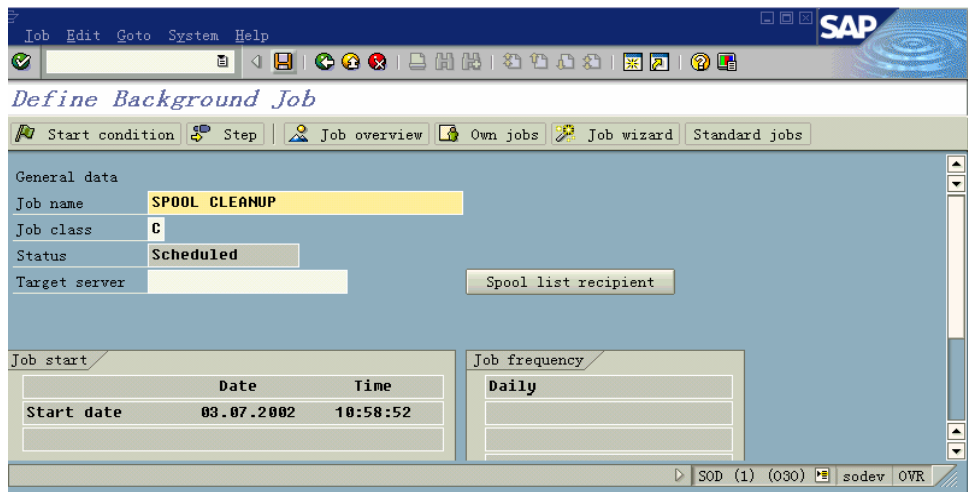 Job Edit Goto System Help
SAP
Define Background Job
Start condition Step Job overview Own jobs Job wizard Standard jobs
General data
Job name SPOOL CLEANUP
Job class C
Status Scheduled
Target server Spool list recipient
Job start Job frequency
Date Time Daily
Start date 03.07.2002 10:58:52
SOD (1) (030) sodev OVR